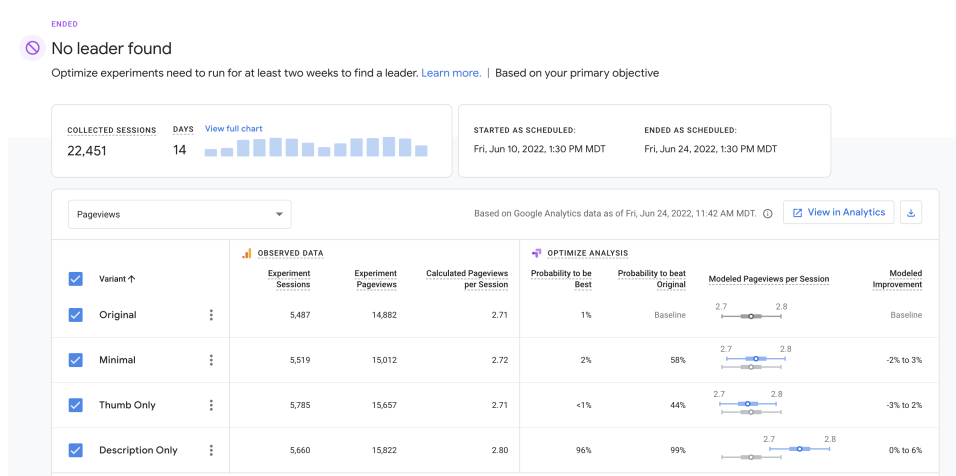 ENDED
No leader found
Optimize experiments need to run for at least two weeks to find a leader. Learn more. | Based on your primary objective
COLLECTED SESSIONS DAYS View full chart
22,451 14
STARTED AS SCHEDULED: ENDED AS SCHEDULED:
Fri, Jun 10, 2022, 1:30 PM MDT Fri, Jun 24, 2022, 1:30 PM MDT
Pageviews Based on Google Analytics data as of Fri, Jun 24, 2022, 11:42 AM MDT. View in Analytics
OBSERVED DATA OPTIMIZE ANALYSIS
Variant Experiment Sessions Experiment Pageviews Calculated Pageviews per Session Probability to be Best Probability to beat Original Modeled Pageviews per Session Modeled Improvement
Original 5,487 14,882 2.71 1% Baseline 2.7 2.8 Baseline
Minimal 5,519 15,012 2.72 2% 58% 2.7 2.8 -2% to 3%
Thumb Only 5,785 15,657 2.71 <1% 44% 2.7 2.8 -3% to 2%
Description Only 5,660 15,822 2.80 96% 99% 2.7 2.8 0% to 6%